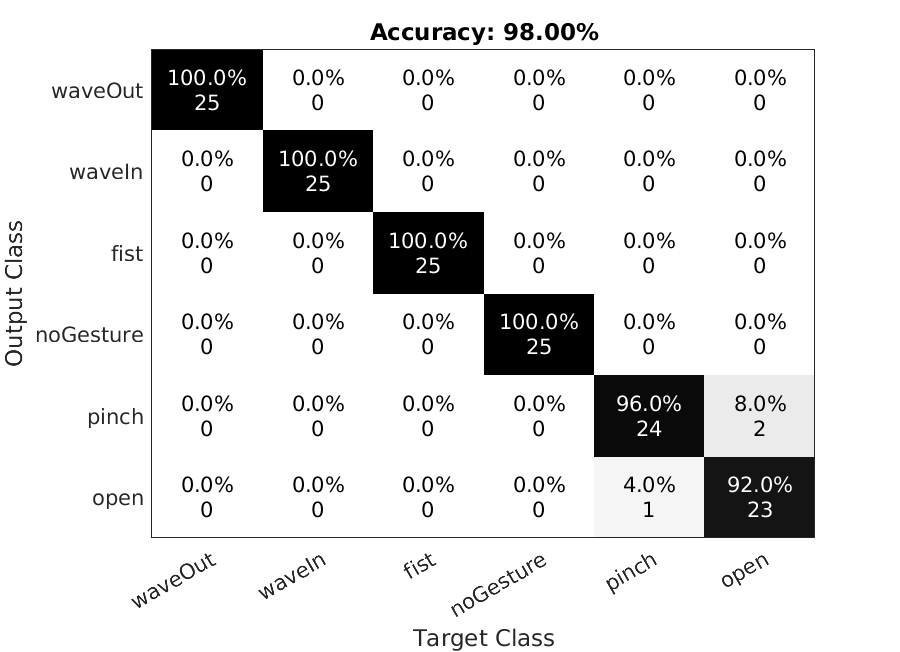 Accuracy: 98.00%
waveOut
100.0% 0.0% 0.0% 0.0% 0.0% 0.0%
25 0 0 0 0 0
waveIn
0.0% 100.0% 0.0% 0.0% 0.0% 0.0%
0 25 0 0 0 0
fist
0.0% 0.0% 100.0% 0.0% 0.0% 0.0%
0 0 25 0 0 0
noGesture
0.0% 0.0% 0.0% 100.0% 0.0% 0.0%
0 0 0 25 0 0
pinch
0.0% 0.0% 0.0% 0.0% 96.0% 8.0%
0 0 0 0 24 2
open
0.0% 0.0% 0.0% 0.0% 4.0% 92.0%
0 0 0 0 1 23
Output Class
waveOut waveIn fist noGesture pinch open
Target Class